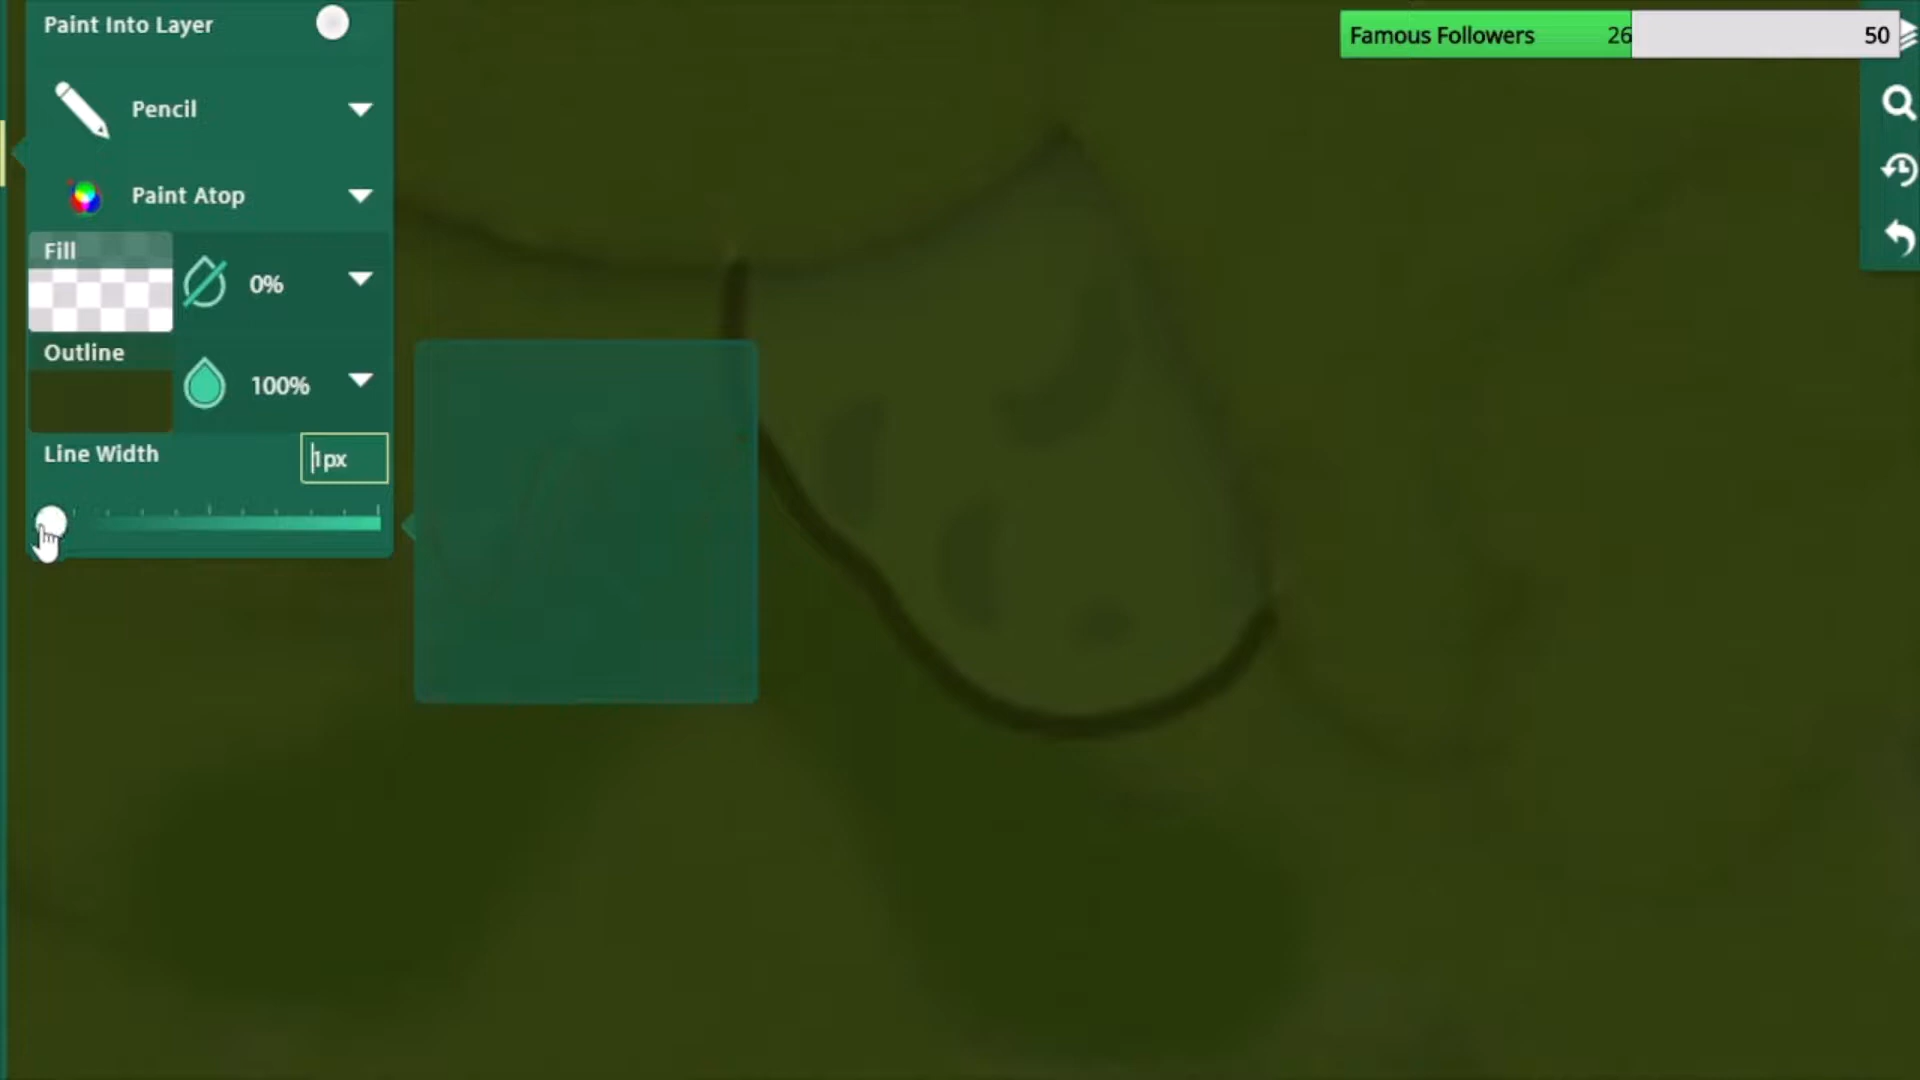 Paint Into Layer
Famous Followers 26 50
Pencil
Paint Atop
Fill
0%
Outline
100%
Line Width 1px